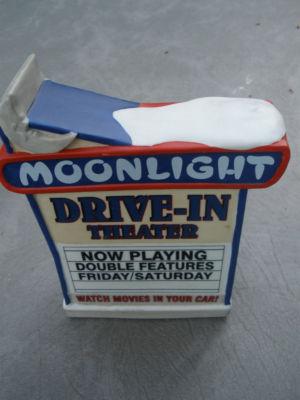 MOONLIGHT
DRIVE-IN
THEATER
NOW PLAYING
DOUBLE FEATURES
FRIDAY/SATURDAY
WATCH MOVIES IN YOUR CAR!